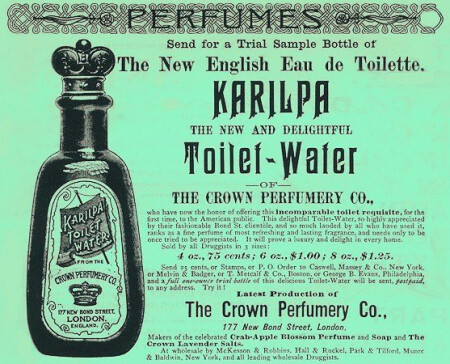 PERFUMES
Send for a Trial Sample Bottle of
The New English Eau de Toilette.
KARILPA
THE NEW AND DELIGHTFUL
Toilet-Water
—OF—
THE CROWN PERFUMERY CO.,
who have now the honor of offering this incomparable toilet requisite, for the
first time, to the American public. This delightful Toilet-Water, so highly appreciated
by their fashionable Bond St. clientile, and so much lauded by all who have used it,
ranks as a fine perfume of most refreshing and lasting fragrance, and needs only to be
once tried to be appreciated. It will prove a luxury and delight in every home.
Sold by all Druggists in 3 sizes:
4 oz., 75 cents; 6 oz., $1.00; 8 oz., $1.25.
Send 25 cents, or Stamps, or P. O. Order to Caswell, Massey & Co., New York,
or Melvin & Badger, or T. Metcalf & Co., Boston, or George B. Evans, Philadelphia,
and a full one-ounce trial bottle of this delicious Toilet-Water will be sent, postpaid,
to any address. Try it!
Latest Production of
The Crown Perfumery Co.,
177 New Bond Street, London,
Makers of the celebrated Crab-Apple Blossom Perfume and Soap and The
Crown Lavender Salts.
At wholesale by McKesson & Robbins, Hall & Ruckel, Park & Tilford, Munro
& Baldwin, New York, and all leading wholesale Druggists.
KARILPA
TOILET
WATER
FROM THE
CROWN PERFUMERY CO.
177 NEW BOND STREET.
LONDON.
ENGLAND.